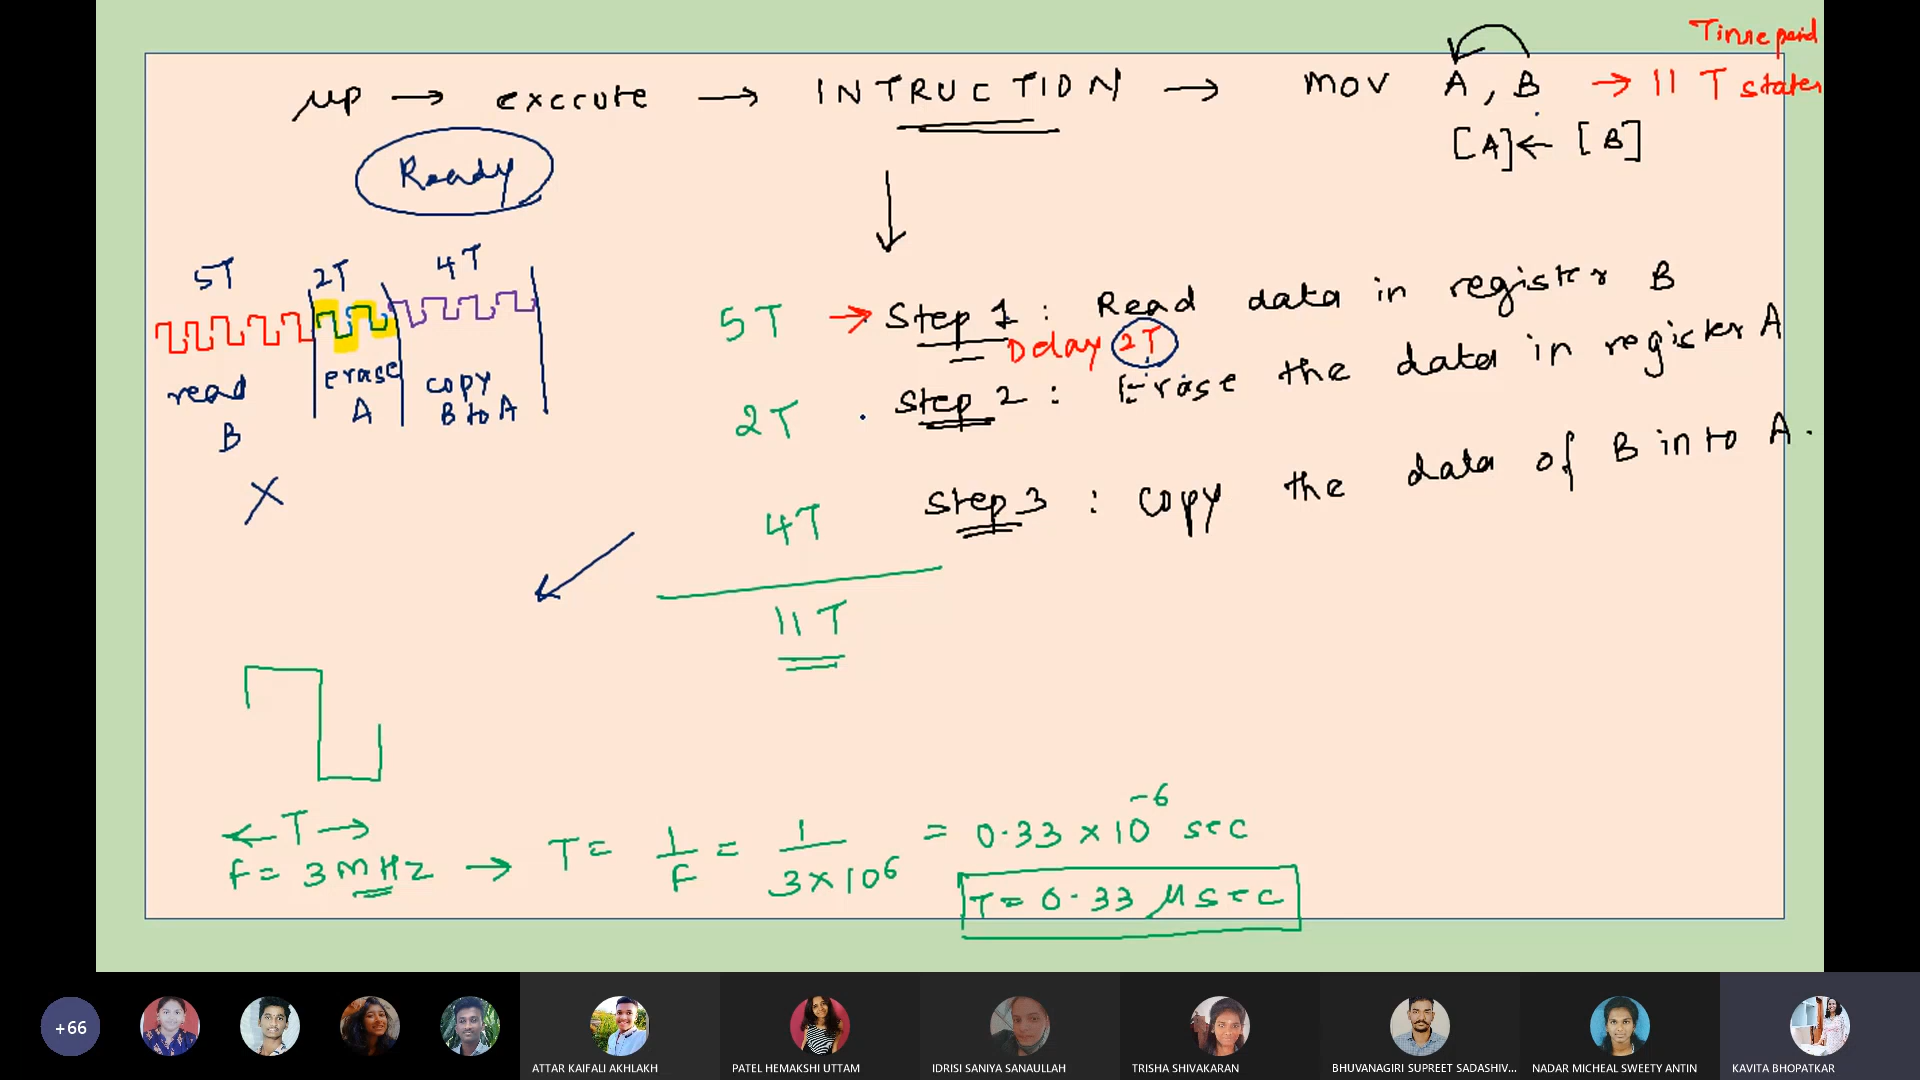 Time period
μp → execute → INTRUCTION → MOV A, B → 11 T states
[A] ← [B]
Ready
5T 2T 4T
read B
erase A
copy B to A
X
5T → Step 1 : Read data in register B
Delay 2T
2T . Step 2 : Erase the data in register A
4T Step 3 : Copy the data of B into A.
11 T
← T →
f = 3 MHz → T = 1/F = 1/3 × 10⁶ = 0.33 × 10⁻⁶ sec
T = 0.33 μsec
+66
ATTAR KAIFALI AKHLAKH
PATEL HEMAKSHI UTTAM
IDRISI SANIYA SANAULLAH
TRISHA SHIVAKARAN
BHUVANAGIRI SUPREET SADASHIV...
NADAR MICHEAL SWEETY ANTIN
KAVITA BHOPATKAR